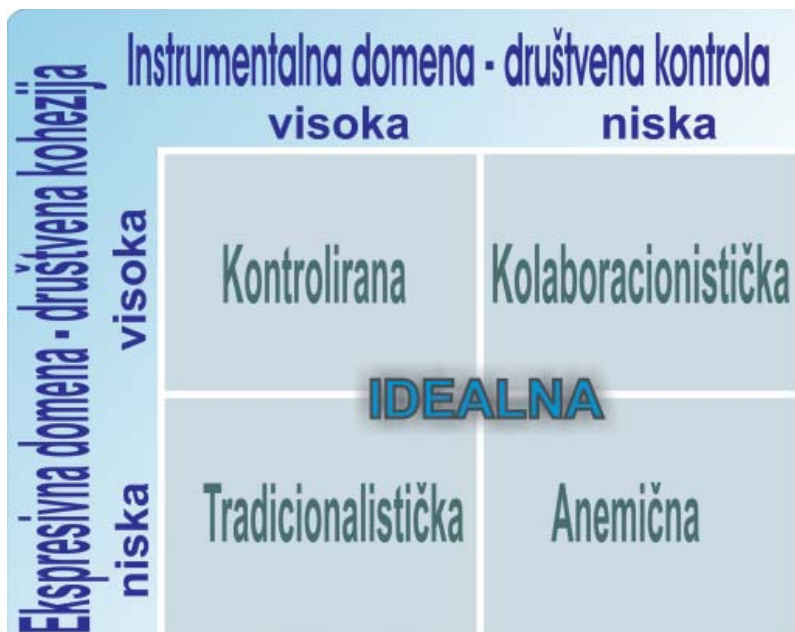 Instrumentalna domena - društvena kontrola
visoka niska
Ekspresivna domena - društvena kohezija
visoka
Kontrolirana Kolaboracionistička
IDEALNA
niska
Tradicionalistička Anemična